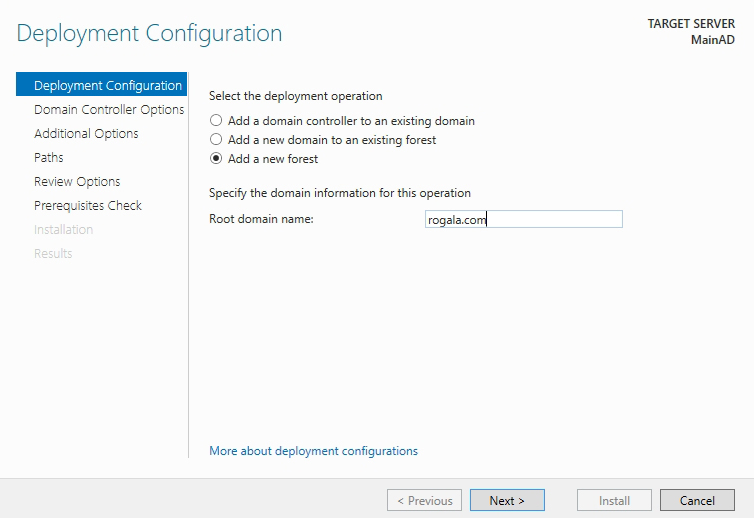 Deployment Configuration
TARGET SERVER
MainAD
Deployment Configuration
Domain Controller Options
Additional Options
Paths
Review Options
Prerequisites Check
Installation
Results
Select the deployment operation
Add a domain controller to an existing domain
Add a new domain to an existing forest
Add a new forest
Specify the domain information for this operation
Root domain name: rogala.com
More about deployment configurations
< Previous Next > Install Cancel